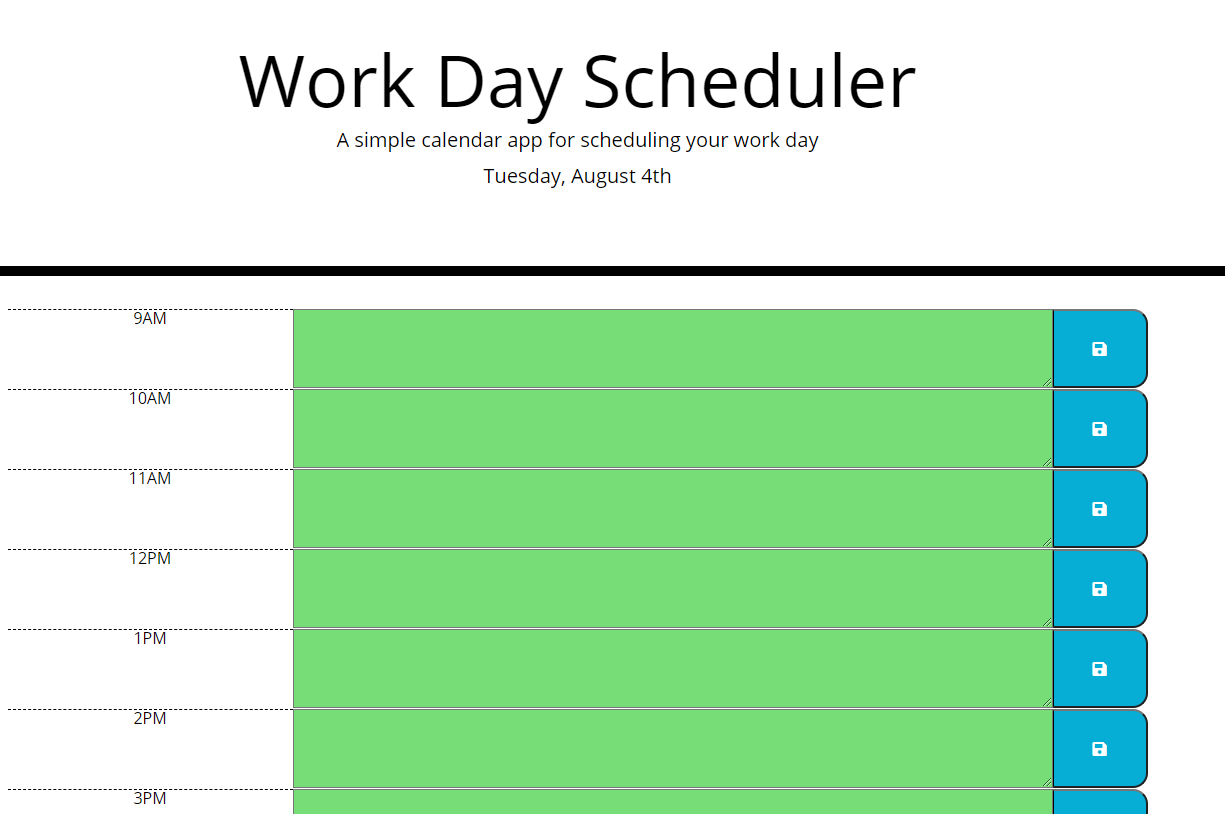 Work Day Scheduler
A simple calendar app for scheduling your work day
Tuesday, August 4th
9AM
10AM
11AM
12PM
1PM
2PM
3PM